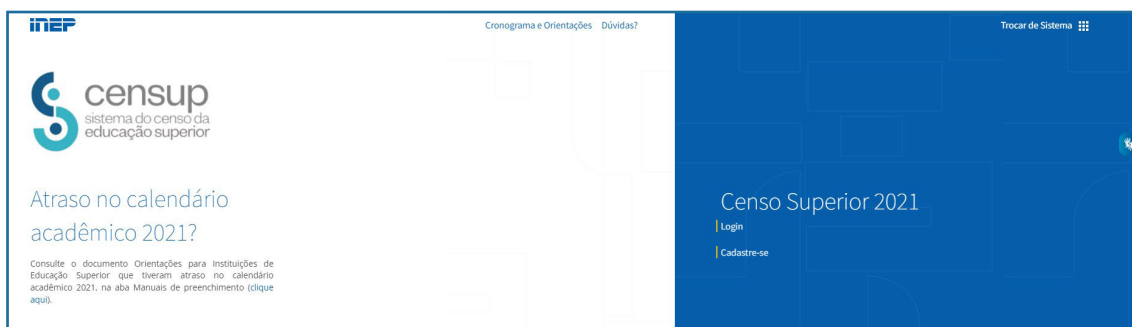 inep
Cronograma e Orientações Dúvidas?
Trocar de Sistema
censup
sistema do censo da
educação superior
Atraso no calendário
acadêmico 2021?
Consulte o documento Orientações para Instituições de
Educação Superior que tiveram atraso no calendário
acadêmico 2021, na aba Manuais de preenchimento (clique
aqui).
Censo Superior 2021
Login
Cadastre-se